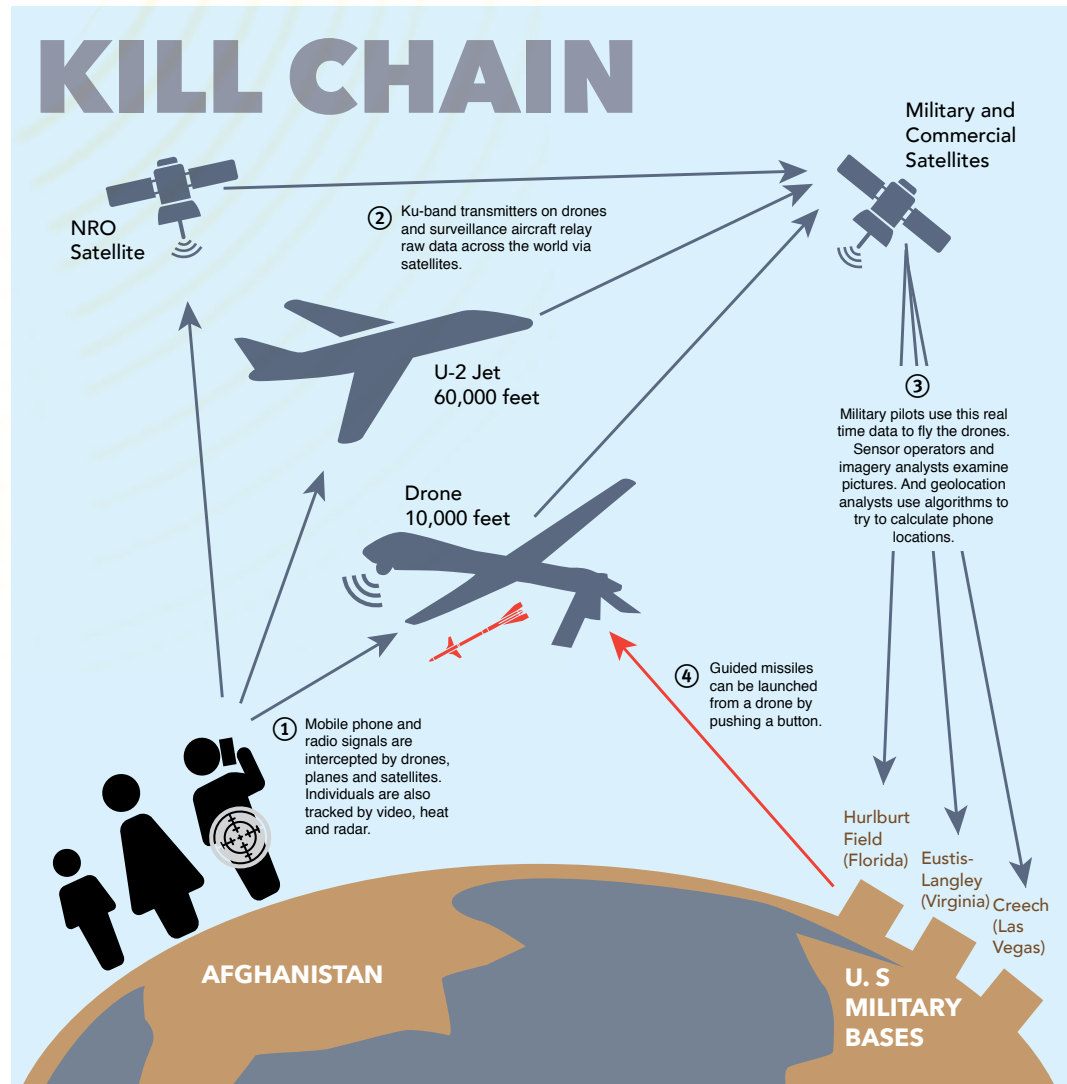 KILL CHAIN
Military and
Commercial
Satellites
NRO
Satellite
2
Ku-band transmitters on drones
and surveillance aircraft relay
raw data across the world via
satellites.
U-2 Jet
60,000 feet
3
Military pilots use this real
time data to fly the drones.
Sensor operators and
imagery analysts examine
pictures. And geolocation
analysts use algorithms to
try to calculate phone
locations.
Drone
10,000 feet
4
Guided missiles
can be launched
from a drone by
pushing a button.
1
Mobile phone and
radio signals are
intercepted by drones,
planes and satellites.
Individuals are also
tracked by video, heat
and radar.
Hurlburt
Field
(Florida)
Eustis-
Langley
(Virginia)
Creech
(Las
Vegas)
AFGHANISTAN
U. S
MILITARY
BASES